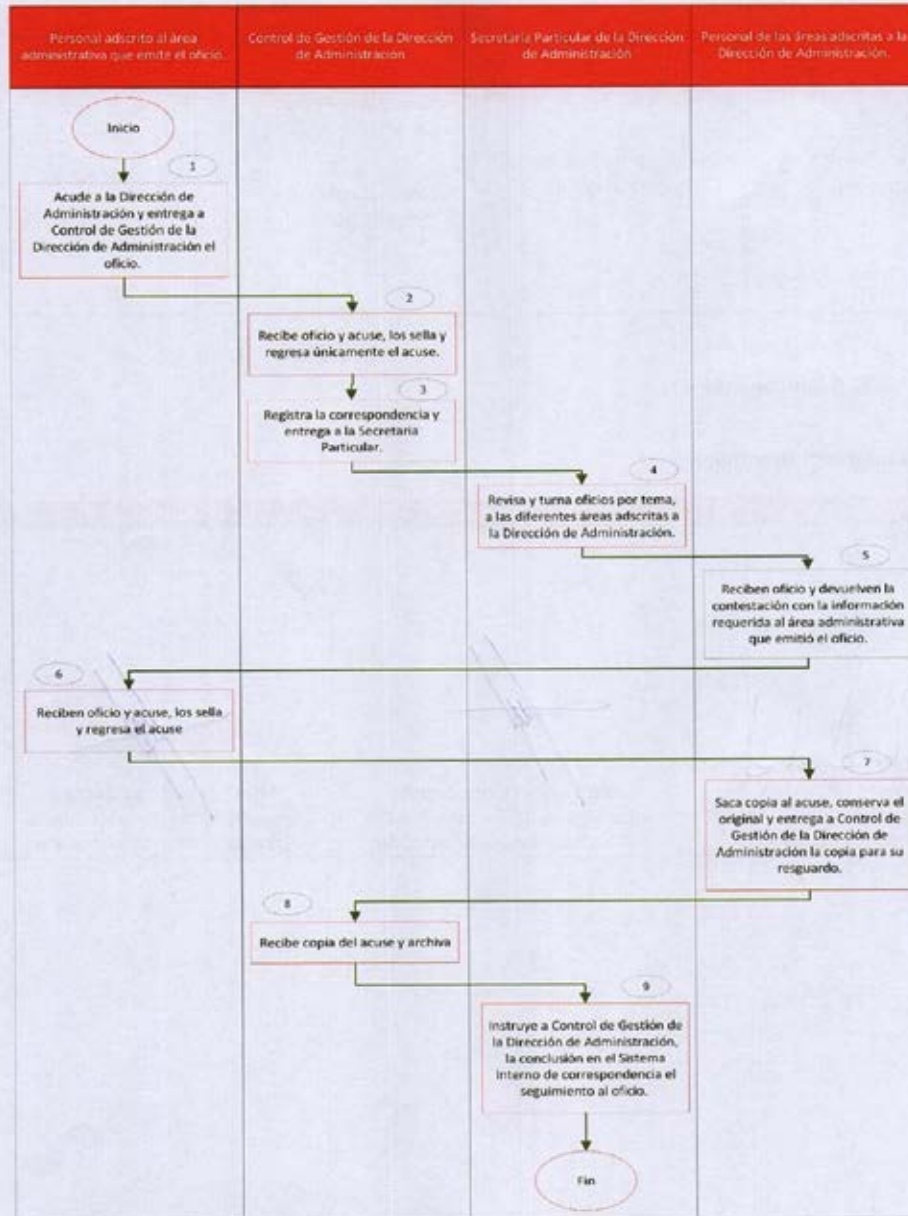 Personal adscrito al área
administrativa que emite el oficio.
Control de Gestión de la Dirección
de Administración
Secretaria Particular de la Dirección
de Administración
Personal de las áreas adscritas a la
Dirección de Administración.
Inicio
1
Acude a la Dirección de
Administración y entrega a
Control de Gestión de la
Dirección de Administración el
oficio.
2
Recibe oficio y acuse, los sella y
regresa únicamente el acuse.
3
Registra la correspondencia y
entrega a la Secretaria
Particular.
4
Revisa y turna oficios por tema,
a las diferentes áreas adscritas a
la Dirección de Administración.
5
Reciben oficio y devuelven la
contestación con la información
requerida al área administrativa
que emitió el oficio.
6
Reciben oficio y acuse, los sella
y regresa el acuse
7
Saca copia al acuse, conserva el
original y entrega a Control de
Gestión de la Dirección de
Administración la copia para su
resguardo.
8
Recibe copia del acuse y archiva
9
Instruye a Control de Gestión de
la Dirección de Administración,
la conclusión en el Sistema
Interno de correspondencia el
seguimiento al oficio.
Fin